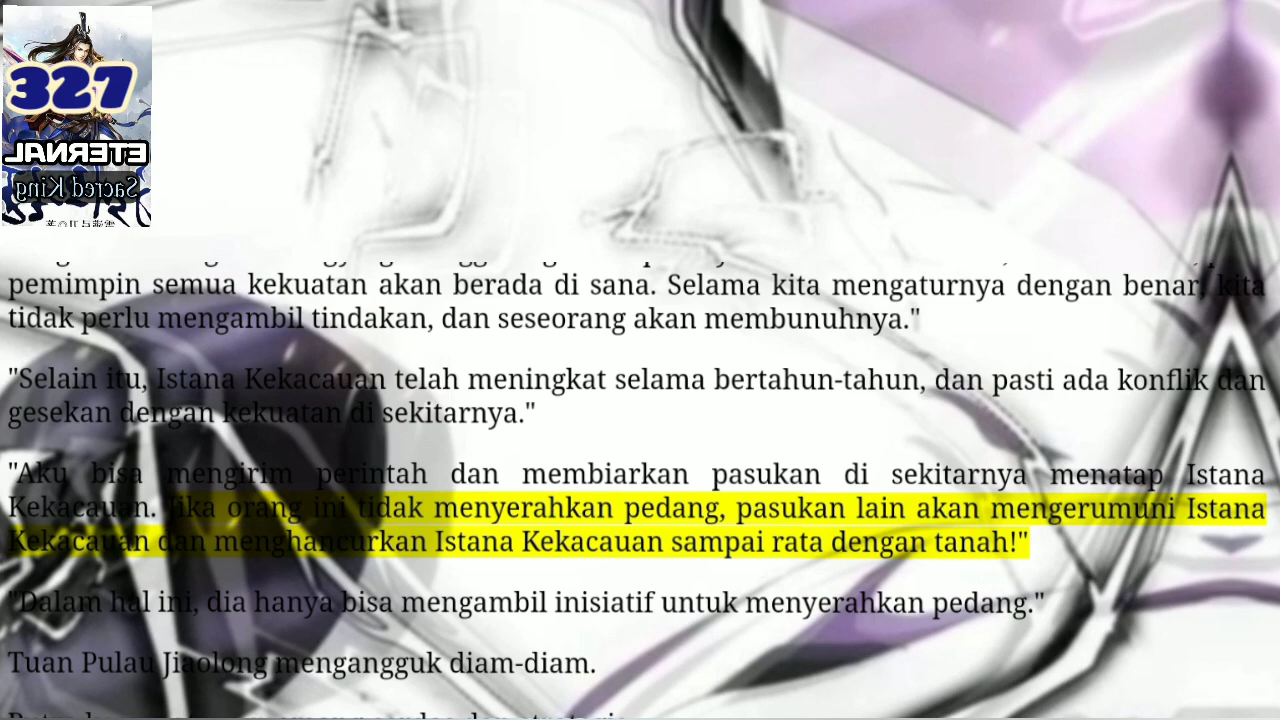 327
ETERNAL
Sacred King
pemimpin semua kekuatan akan berada di sana. Selama kita mengaturnya dengan benar, kita
tidak perlu mengambil tindakan, dan seseorang akan membunuhnya."
"Selain itu, Istana Kekacauan telah meningkat selama bertahun-tahun, dan pasti ada konflik dan
gesekan dengan kekuatan di sekitarnya."
"Aku bisa mengirim perintah dan membiarkan pasukan di sekitarnya menatap Istana
Kekacauan. Jika orang ini tidak menyerahkan pedang, pasukan lain akan mengerumuni Istana
Kekacauan dan menghancurkan Istana Kekacauan sampai rata dengan tanah!"
"Dalam hal ini, dia hanya bisa mengambil inisiatif untuk menyerahkan pedang."
Tuan Pulau Jiaolong mengangguk diam-diam.